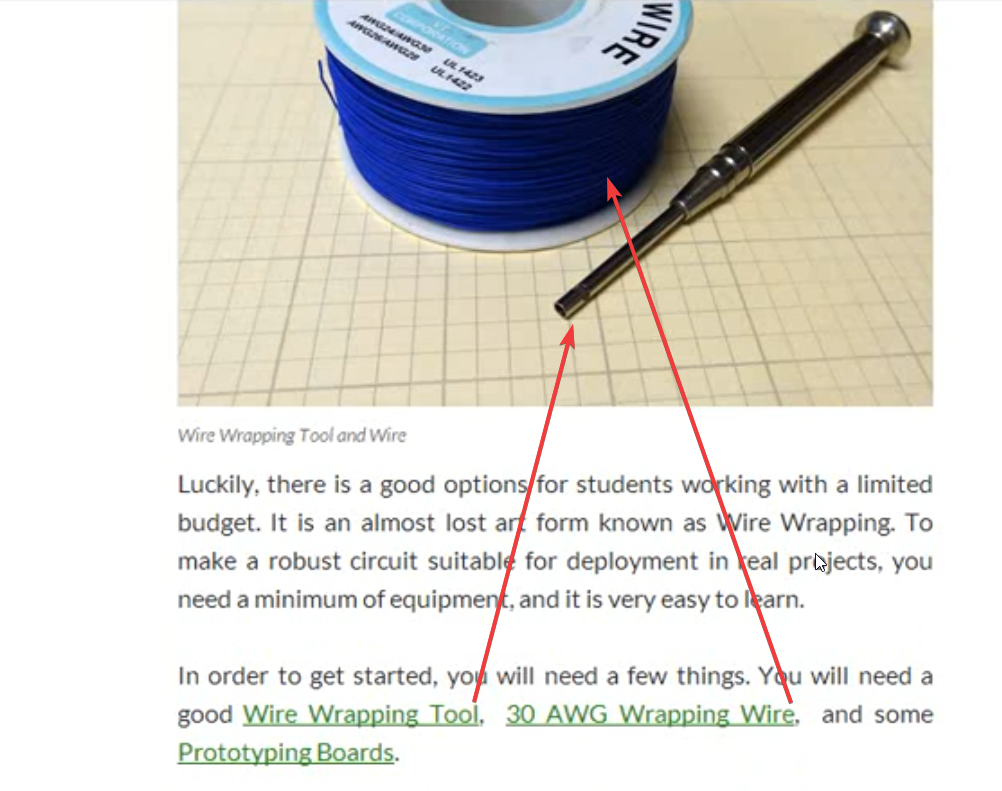 WIRE
UT
CORPORATION
AWG24/AWG30
AWG26/AWG28
UL1423
UL1422
Wire Wrapping Tool and Wire
Luckily, there is a good options for students working with a limited
budget. It is an almost lost art form known as Wire Wrapping. To
make a robust circuit suitable for deployment in real projects, you
need a minimum of equipment, and it is very easy to learn.
In order to get started, you will need a few things. You will need a
good Wire Wrapping Tool, 30 AWG Wrapping Wire, and some
Prototyping Boards.